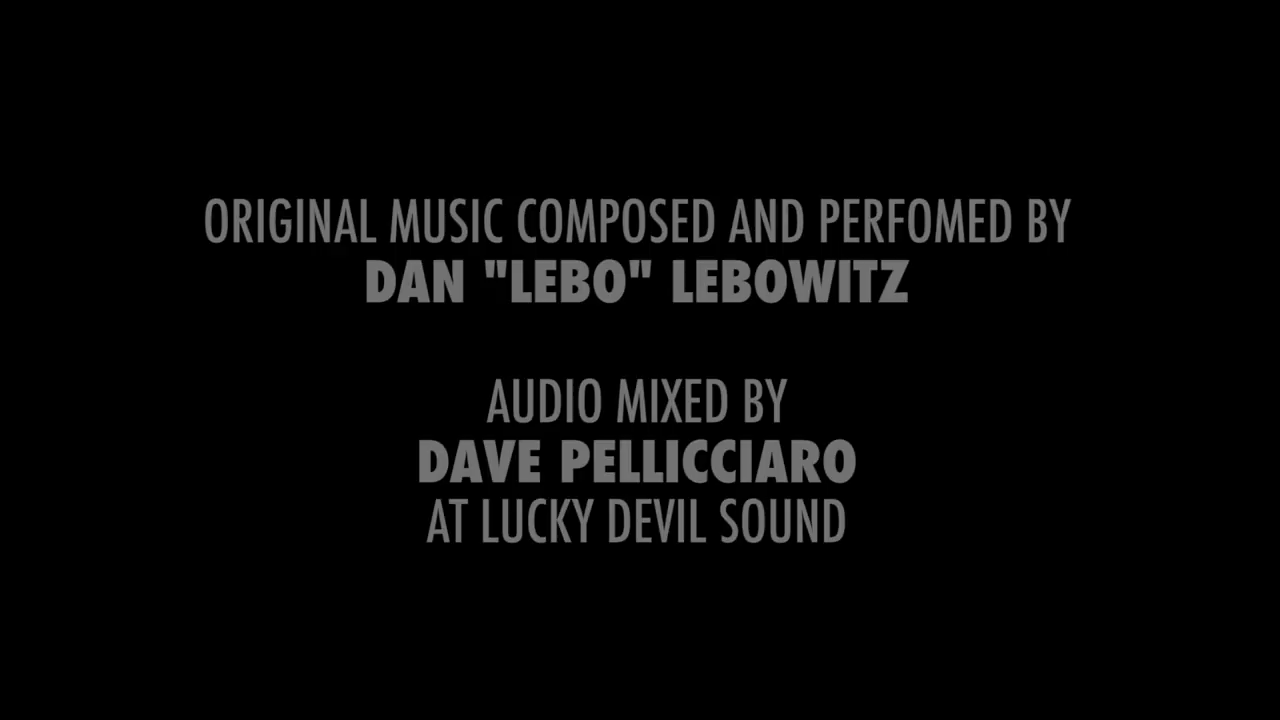 ORIGINAL MUSIC COMPOSED AND PERFOMED BY
DAN "LEBO" LEBOWITZ
AUDIO MIXED BY
DAVE PELLICCIARO
AT LUCKY DEVIL SOUND